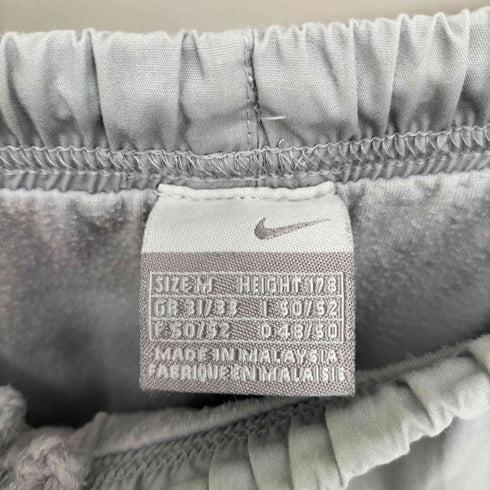 SIZE M HEIGHT 178
GB 31/33 I 50/52
F 50/52 D 48/50
MADE IN MALAYSIA
FABRIQUE EN MALAISIE